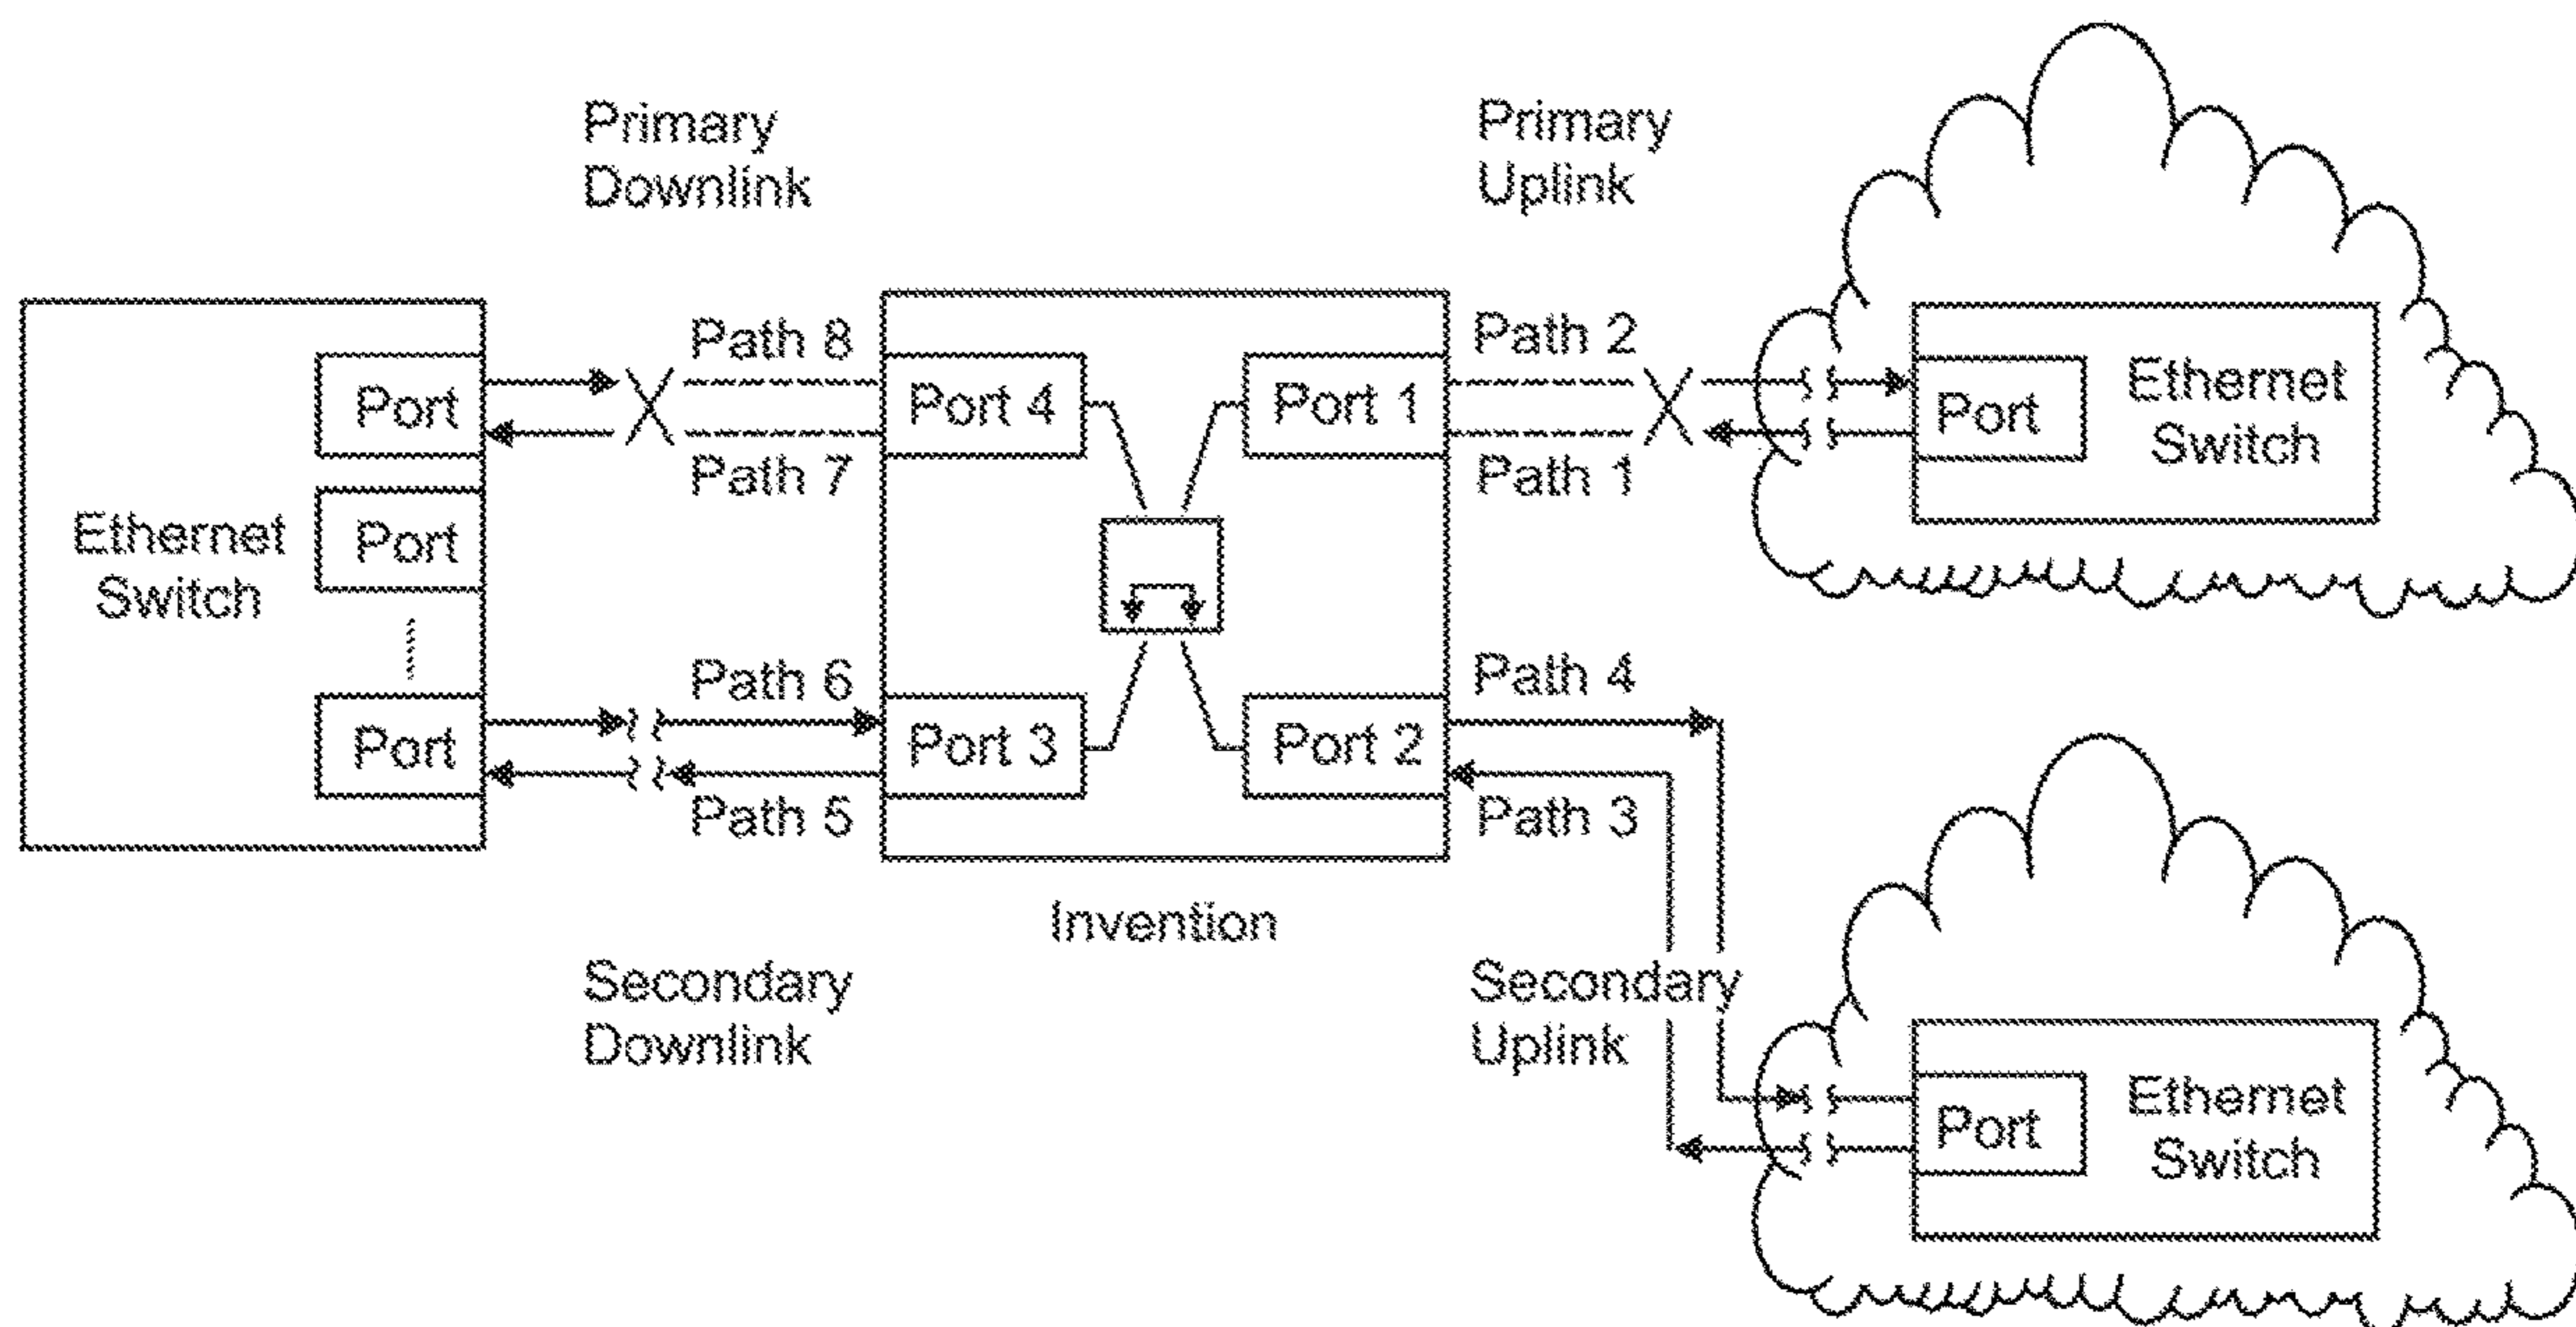 Primary
Downlink
Primary
Uplink
Path 8
Path 2
Port
Port 4
Port 1
Port
Ethernet
Switch
Path 7
Path 1
Ethernet
Switch
Port
Path 6
Path 4
Port
Port 3
Port 2
Path 5
Path 3
Invention
Secondary
Downlink
Secondary
Uplink
Port
Ethernet
Switch